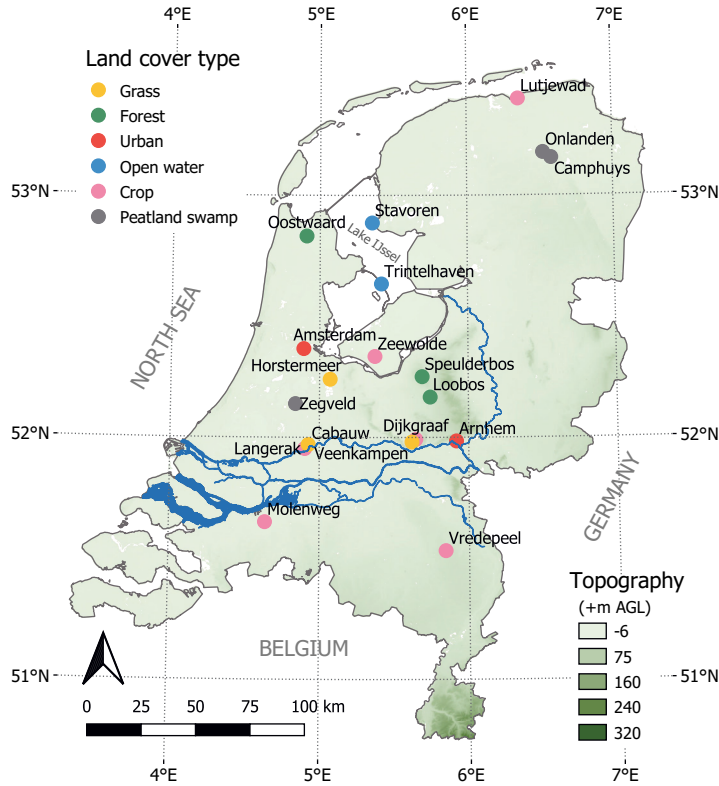 4°E 5°E 6°E 7°E
Land cover type
Grass
Forest
Urban
Open water
Crop
Peatland swamp
Lutjewad
Onlanden
Camphuys
53°N 53°N
Stavoren
Oostwaard
Lake IJssel
Trintelhaven
NORTH SEA
Amsterdam
Zeewolde
Horstermeer
Speulderbos
Loobos
Zegveld
Dijkgraaf
Arnhem
Cabauw
52°N 52°N
Langerak
Veenkampen
GERMANY
Molenweg
Vredepeel
Topography
(+m AGL)
-6
75
160
240
320
BELGIUM
51°N 51°N
0 25 50 75 100 km
4°E 5°E 6°E 7°E